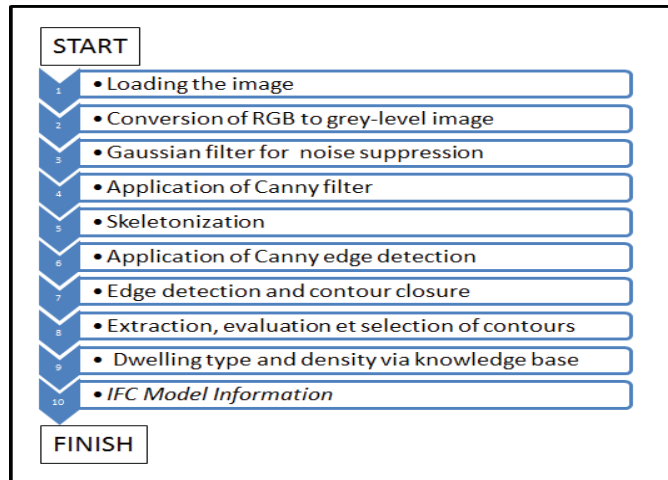 START
1 • Loading the image
2 • Conversion of RGB to grey-level image
3 • Gaussian filter for noise suppression
4 • Application of Canny filter
5 • Skeletonization
6 • Application of Canny edge detection
7 • Edge detection and contour closure
8 • Extraction, evaluation et selection of contours
9 • Dwelling type and density via knowledge base
10 • IFC Model Information
FINISH